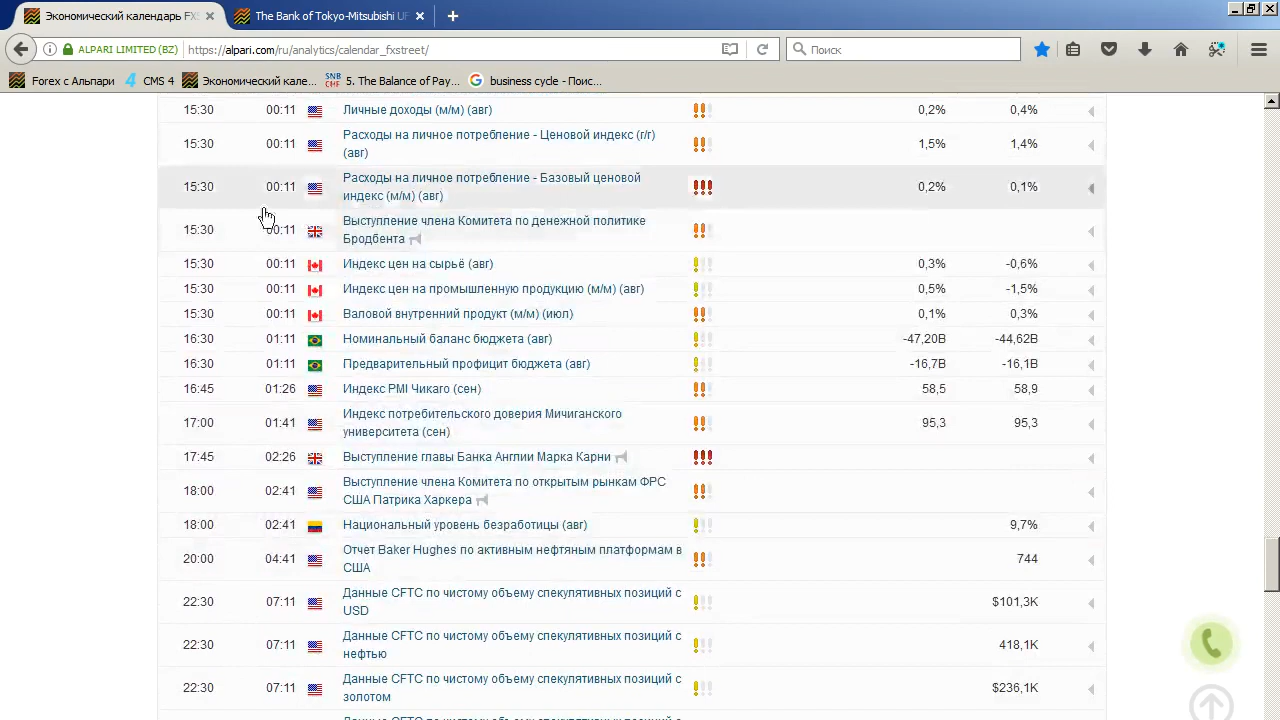 Экономический календарь FXS
The Bank of Tokyo-Mitsubishi UF
ALPARI LIMITED (BZ)
https://alpari.com/ru/analytics/calendar_fxstreet/
Поиск
Forex с Альпари
CMS 4
Экономический кале...
SNB CHF
5. The Balance of Pay...
business cycle - Поис...
15:30 00:11 Личные доходы (м/м) (авг) 0,2% 0,4%
15:30 00:11 Расходы на личное потребление - Ценовой индекс (г/г)
(авг) 1,5% 1,4%
15:30 00:11 Расходы на личное потребление - Базовый ценовой
индекс (м/м) (авг) 0,2% 0,1%
15:30 00:11 Выступление члена Комитета по денежной политике
Бродбента
15:30 00:11 Индекс цен на сырьё (авг) 0,3% -0,6%
15:30 00:11 Индекс цен на промышленную продукцию (м/м) (авг) 0,5% -1,5%
15:30 00:11 Валовой внутренний продукт (м/м) (июл) 0,1% 0,3%
16:30 01:11 Номинальный баланс бюджета (авг) -47,20B -44,62B
16:30 01:11 Предварительный профицит бюджета (авг) -16,7B -16,1B
16:45 01:26 Индекс PMI Чикаго (сен) 58,5 58,9
17:00 01:41 Индекс потребительского доверия Мичиганского
университета (сен) 95,3 95,3
17:45 02:26 Выступление главы Банка Англии Марка Карни
18:00 02:41 Выступление члена Комитета по открытым рынкам ФРС
США Патрика Харкера
18:00 02:41 Национальный уровень безработицы (авг) 9,7%
20:00 04:41 Отчёт Baker Hughes по активным нефтяным платформам в
США 744
22:30 07:11 Данные CFTC по чистому объему спекулятивных позиций с
USD $101,3K
22:30 07:11 Данные CFTC по чистому объему спекулятивных позиций с
нефтью 418,1K
22:30 07:11 Данные CFTC по чистому объему спекулятивных позиций с
золотом $236,1K